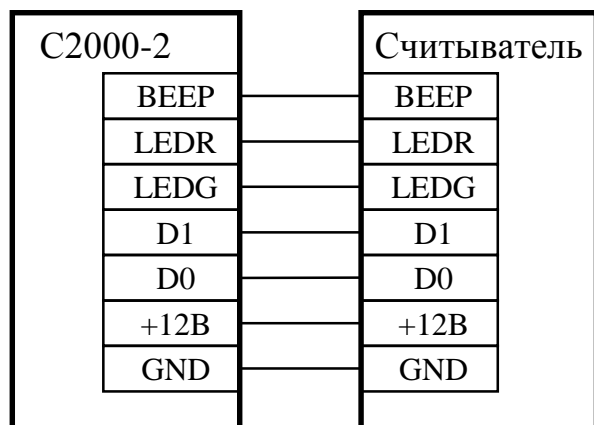 С2000-2 Считыватель
BEEP BEEP
LEDR LEDR
LEDG LEDG
D1 D1
D0 D0
+12В +12В
GND GND